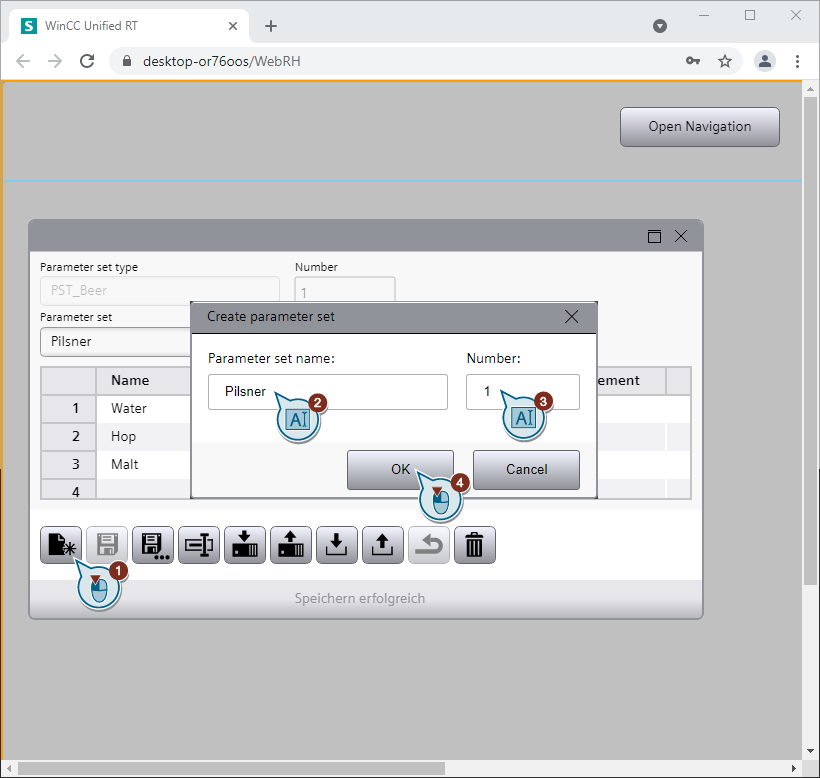 S WinCC Unified RT
desktop-or76oos/WebRH
Open Navigation
Parameter set type
Number
PST_Beer
1
Create parameter set
Parameter set
Pilsner
Parameter set name:
Number:
Pilsner
1
2
3
AI
AI
Name
ement
1 Water
2 Hop
3 Malt
4
OK
Cancel
4
1
Speichern erfolgreich